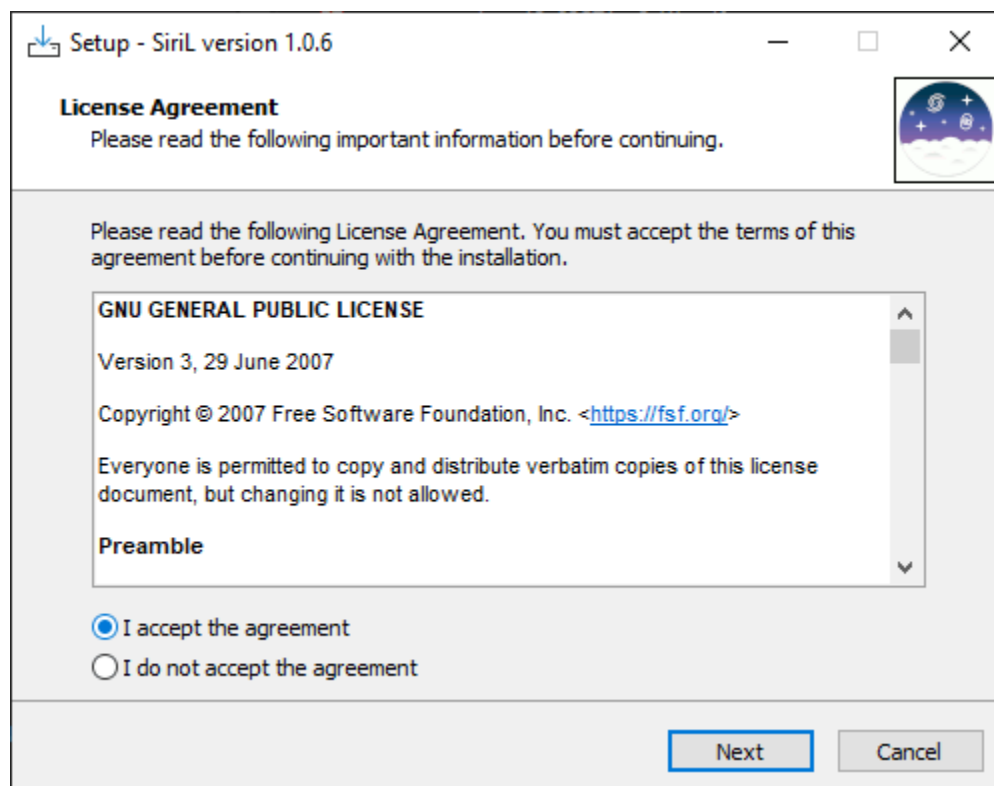 Setup - SiriL version 1.0.6
License Agreement
Please read the following important information before continuing.
Please read the following License Agreement. You must accept the terms of this
agreement before continuing with the installation.
GNU GENERAL PUBLIC LICENSE
Version 3, 29 June 2007
Copyright © 2007 Free Software Foundation, Inc. <https://fsf.org/>
Everyone is permitted to copy and distribute verbatim copies of this license
document, but changing it is not allowed.
Preamble
I accept the agreement
I do not accept the agreement
Next
Cancel